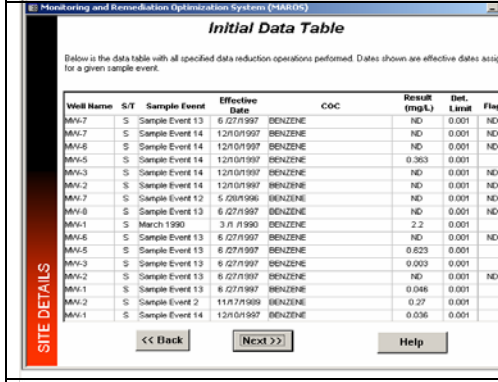 Monitoring and Remediation Optimization System (MAROS)
Initial Data Table
Below is the data table with all specified data reduction operations performed. Dates shown are effective dates assig
for a given sample event.
Well Name S/T Sample Event Effective Date COC Result (mg/L) Det. Limit Flag
MW-7 S Sample Event 13 6/27/1997 BENZENE ND 0.001 ND
MW-7 S Sample Event 14 12/10/1997 BENZENE ND 0.001 ND
MW-6 S Sample Event 14 12/10/1997 BENZENE ND 0.001 ND
MW-5 S Sample Event 14 12/10/1997 BENZENE 0.363 0.001
MW-3 S Sample Event 14 12/10/1997 BENZENE ND 0.001 ND
MW-2 S Sample Event 14 12/10/1997 BENZENE ND 0.001 ND
MW-7 S Sample Event 12 5/28/1996 BENZENE ND 0.001 ND
MW-8 S Sample Event 13 6/27/1997 BENZENE ND 0.001 ND
MW-1 S March 1990 3/1/1990 BENZENE 2.2 0.001
MW-6 S Sample Event 13 6/27/1997 BENZENE ND 0.001 ND
MW-5 S Sample Event 13 6/27/1997 BENZENE 0.623 0.001
MW-3 S Sample Event 13 6/27/1997 BENZENE 0.003 0.001
MW-2 S Sample Event 13 6/27/1997 BENZENE ND 0.001 ND
MW-1 S Sample Event 13 6/27/1997 BENZENE 0.046 0.001
MW-2 S Sample Event 2 11/17/1989 BENZENE 0.27 0.001
MW-1 S Sample Event 14 12/10/1997 BENZENE 0.036 0.001
SITE DETAILS
<< Back Next >> Help